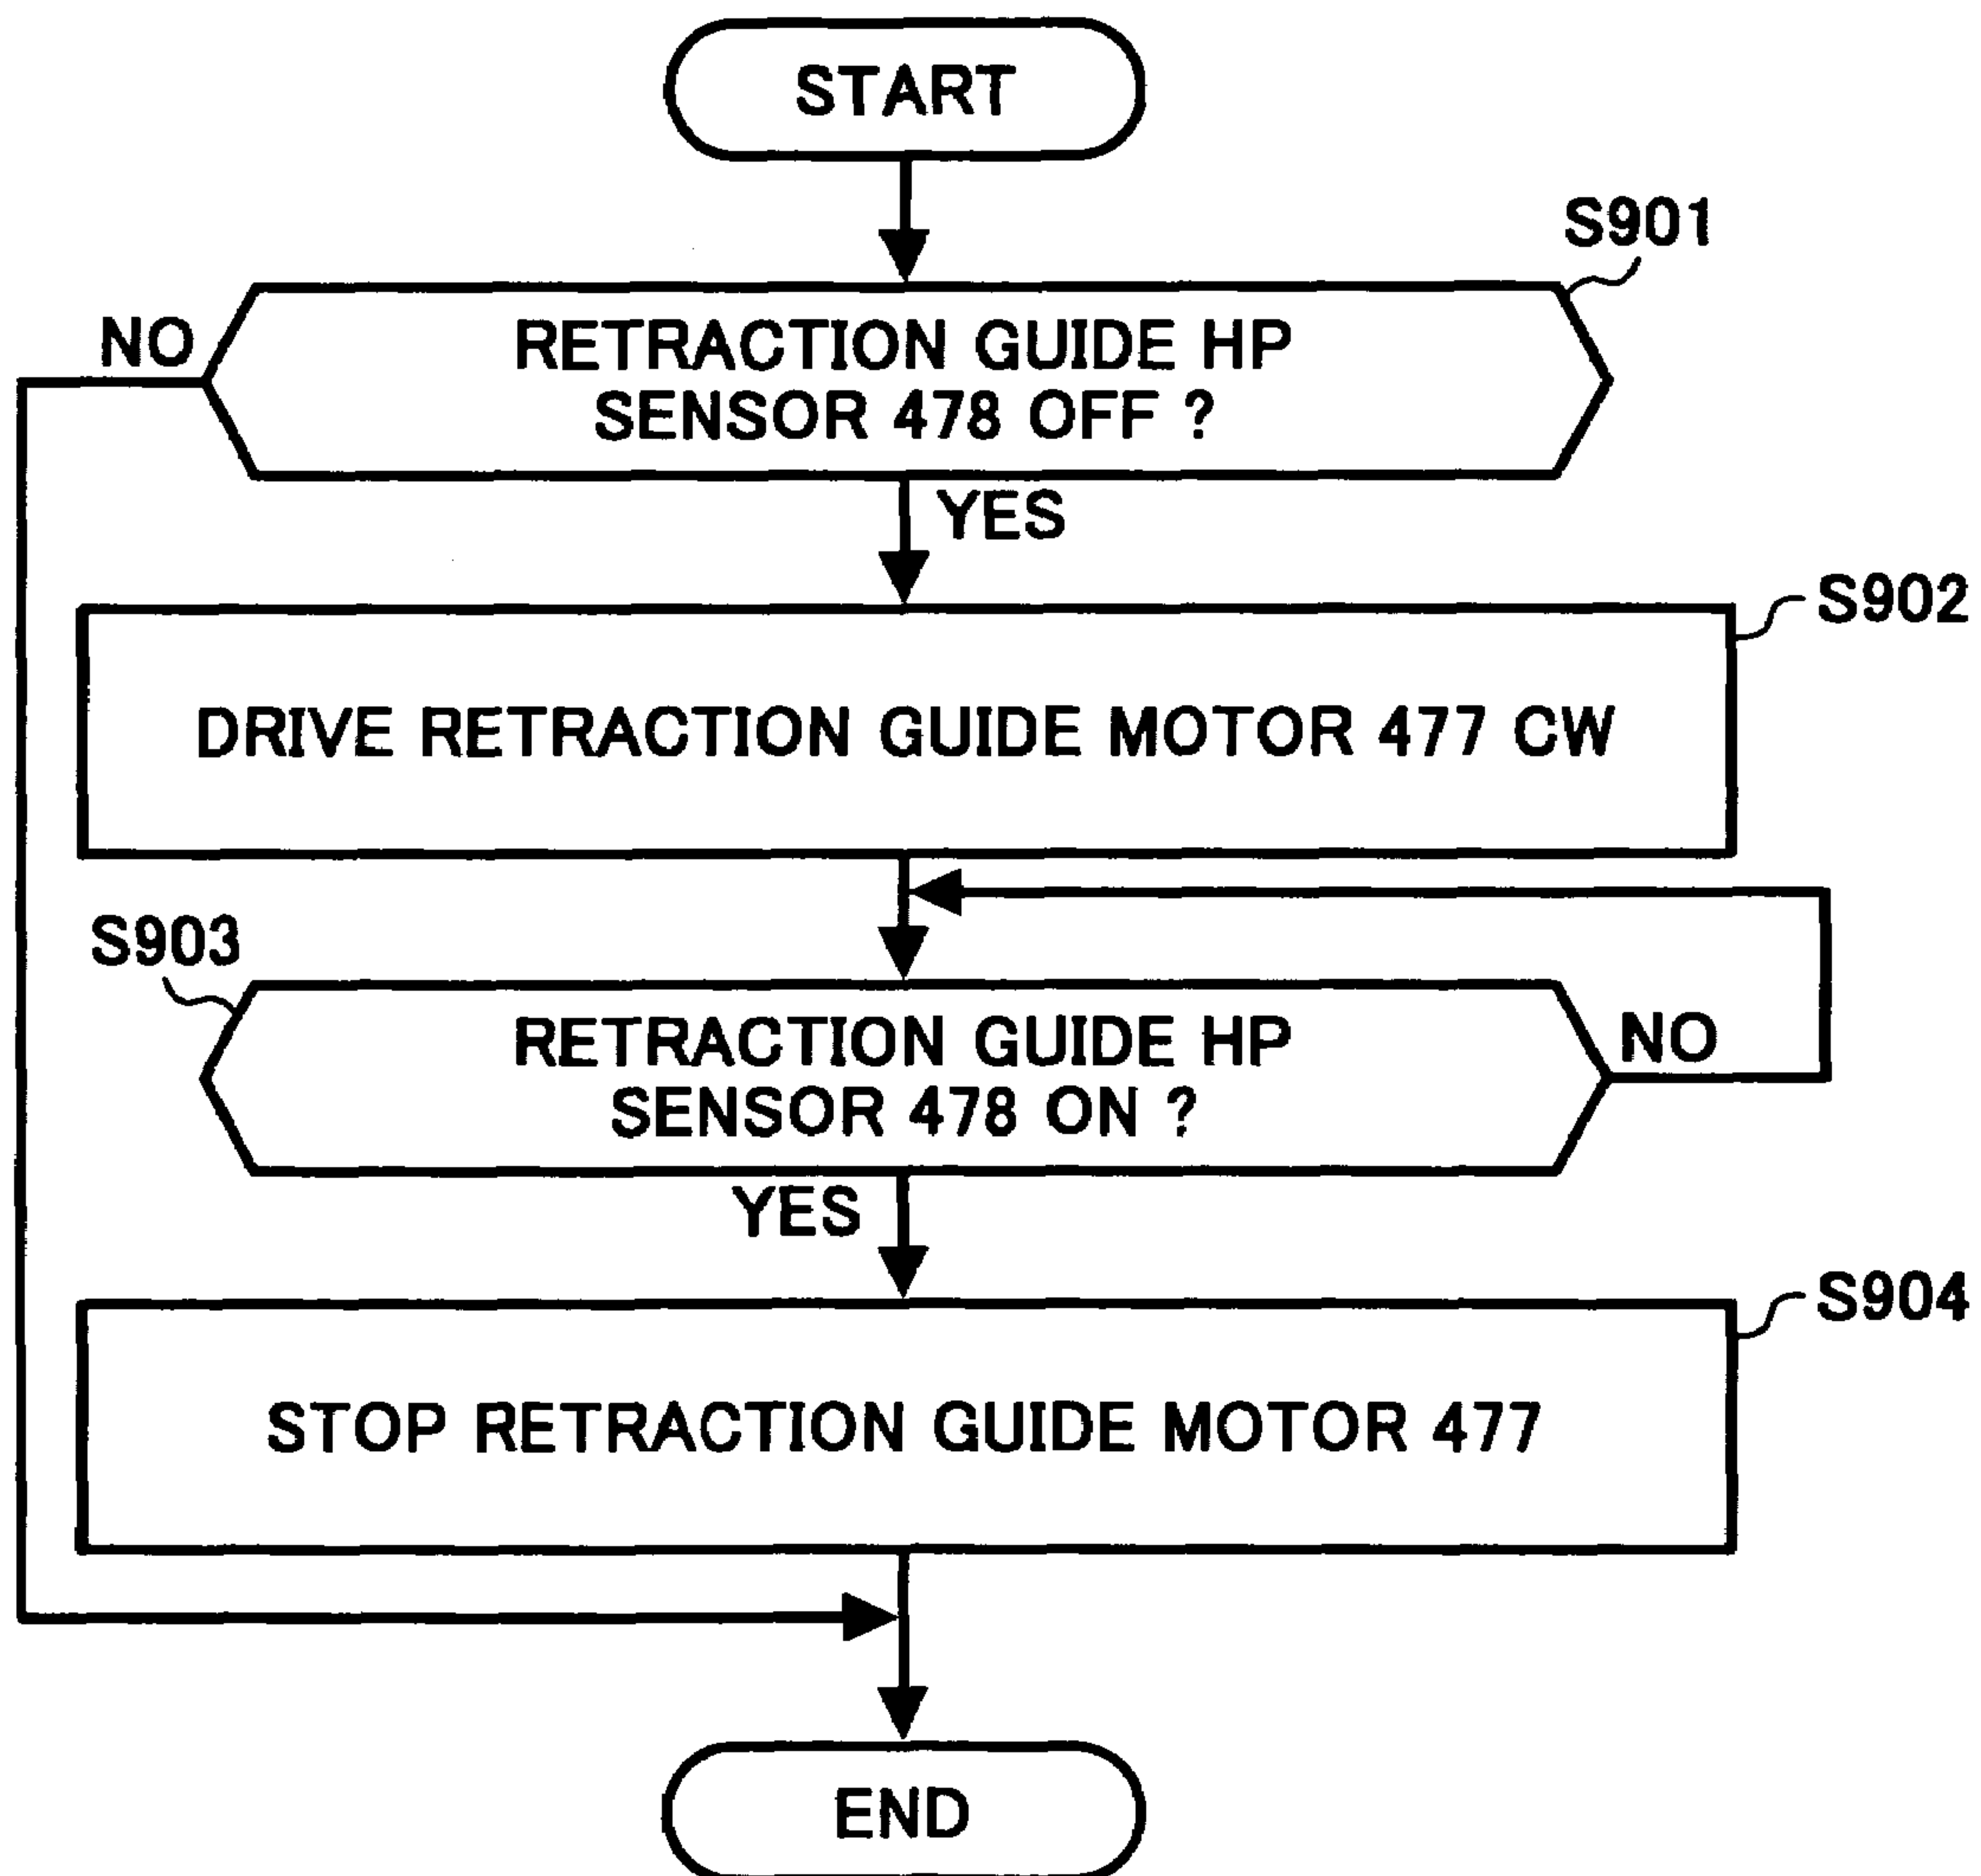 START
S901
NO
RETRACTION GUIDE HP
SENSOR 478 OFF ?
YES
S902
DRIVE RETRACTION GUIDE MOTOR 477 CW
S903
RETRACTION GUIDE HP
SENSOR 478 ON ?
NO
YES
S904
STOP RETRACTION GUIDE MOTOR 477
END